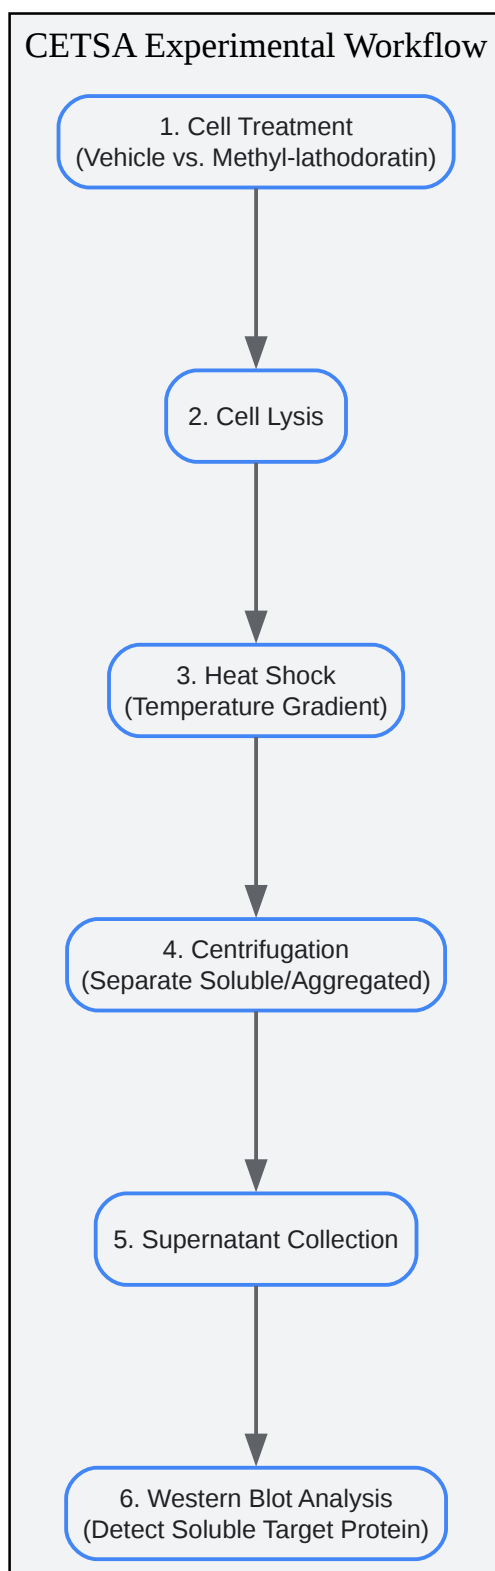 CETSA Experimental Workflow
1. Cell Treatment
(Vehicle vs. Methyl-lathodoratin)
2. Cell Lysis
3. Heat Shock
(Temperature Gradient)
4. Centrifugation
(Separate Soluble/Aggregated)
5. Supernatant Collection
6. Western Blot Analysis
(Detect Soluble Target Protein)